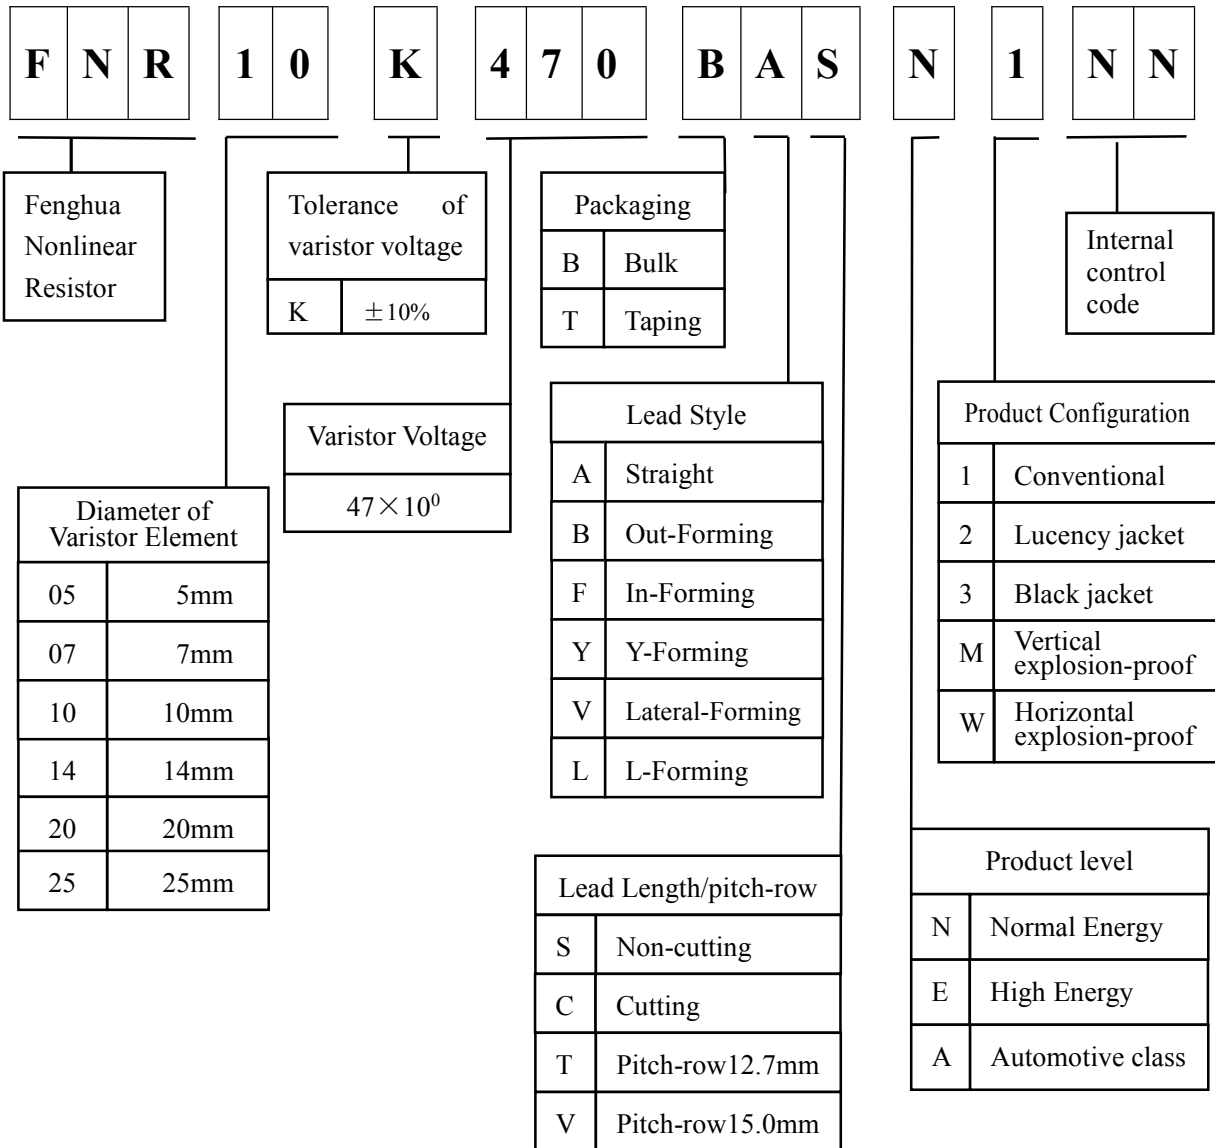 F N R 1 0 K 4 7 0 B A S N 1 N N
Fenghua
Nonlinear
Resistor
Tolerance of
varistor voltage
K ±10%
Packaging
B Bulk
T Taping
Internal
control
code
Varistor Voltage
47×10⁰
Diameter of
Varistor Element
05 5mm
07 7mm
10 10mm
14 14mm
20 20mm
25 25mm
Lead Style
A Straight
B Out-Forming
F In-Forming
Y Y-Forming
V Lateral-Forming
L L-Forming
Product Configuration
1 Conventional
2 Lucency jacket
3 Black jacket
M Vertical
explosion-proof
W Horizontal
explosion-proof
Lead Length/pitch-row
S Non-cutting
C Cutting
T Pitch-row12.7mm
V Pitch-row15.0mm
Product level
N Normal Energy
E High Energy
A Automotive class